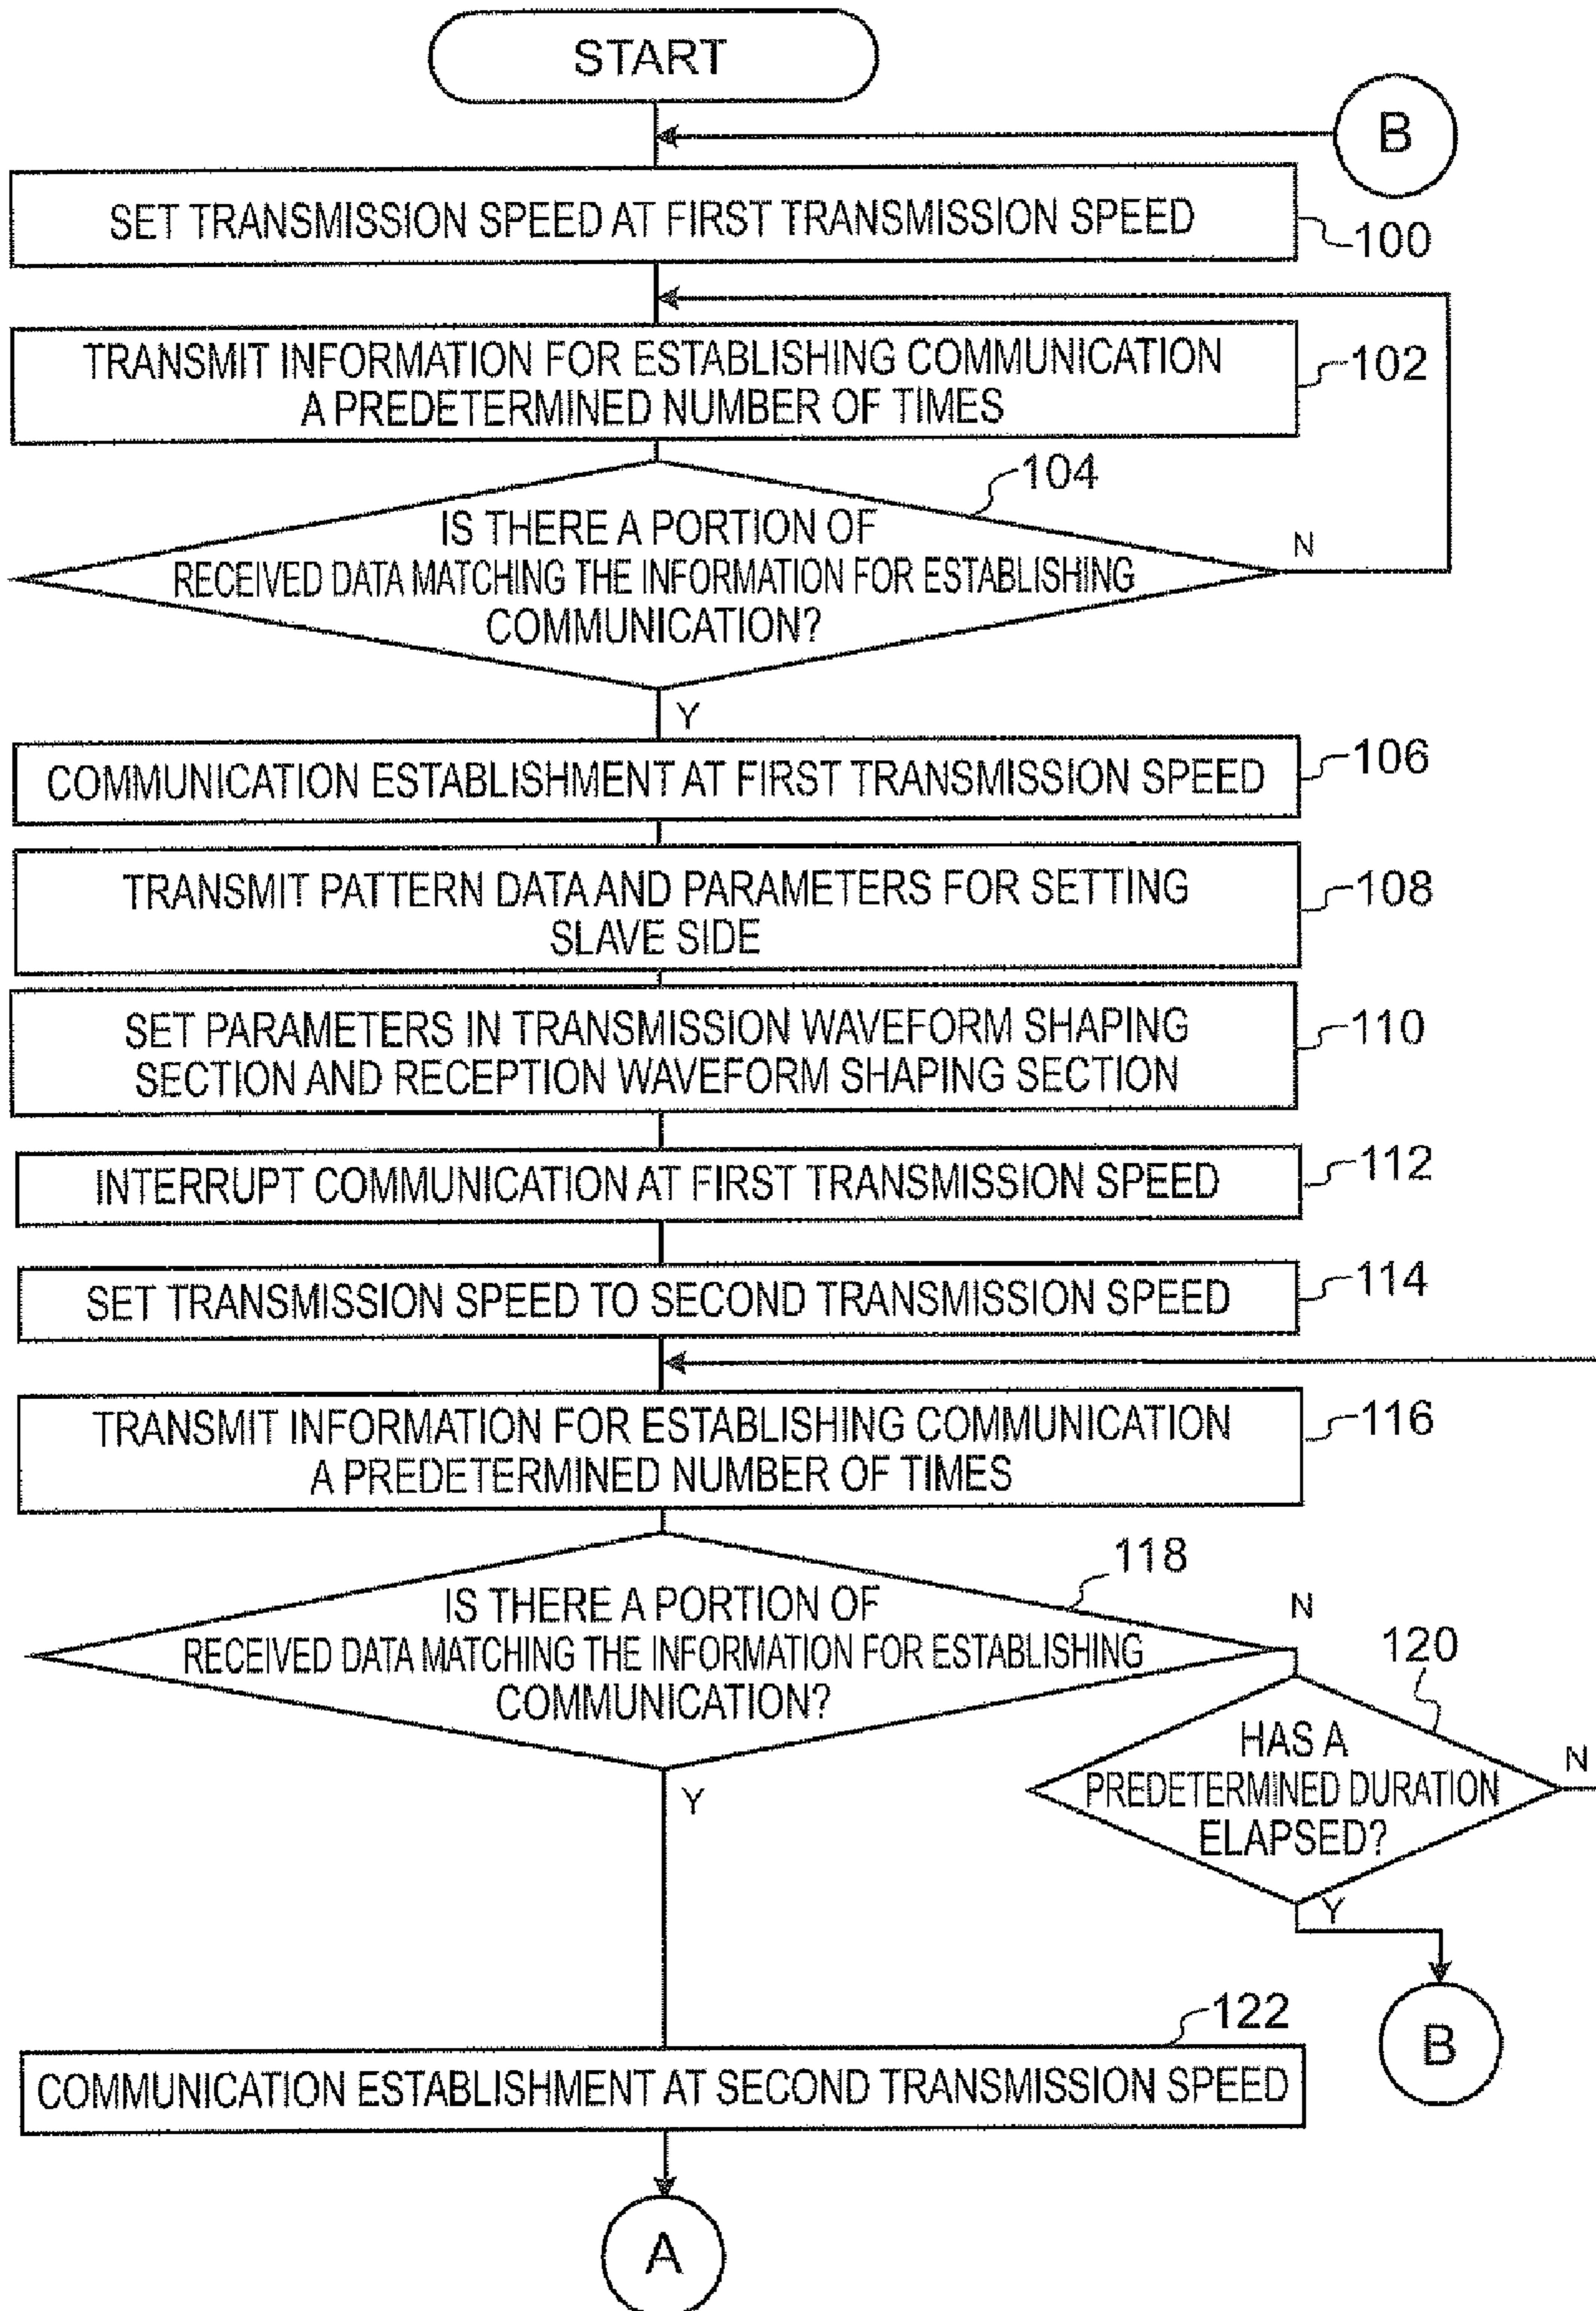 START
B
SET TRANSMISSION SPEED AT FIRST TRANSMISSION SPEED
100
TRANSMIT INFORMATION FOR ESTABLISHING COMMUNICATION
A PREDETERMINED NUMBER OF TIMES
102
104
IS THERE A PORTION OF
RECEIVED DATA MATCHING THE INFORMATION FOR ESTABLISHING
COMMUNICATION?
N
Y
COMMUNICATION ESTABLISHMENT AT FIRST TRANSMISSION SPEED
106
TRANSMIT PATTERN DATA AND PARAMETERS FOR SETTING
SLAVE SIDE
108
SET PARAMETERS IN TRANSMISSION WAVEFORM SHAPING
SECTION AND RECEPTION WAVEFORM SHAPING SECTION
110
INTERRUPT COMMUNICATION AT FIRST TRANSMISSION SPEED
112
SET TRANSMISSION SPEED TO SECOND TRANSMISSION SPEED
114
TRANSMIT INFORMATION FOR ESTABLISHING COMMUNICATION
A PREDETERMINED NUMBER OF TIMES
116
118
IS THERE A PORTION OF
RECEIVED DATA MATCHING THE INFORMATION FOR ESTABLISHING
COMMUNICATION?
N
Y
120
HAS A
PREDETERMINED DURATION
ELAPSED?
N
Y
B
122
COMMUNICATION ESTABLISHMENT AT SECOND TRANSMISSION SPEED
A